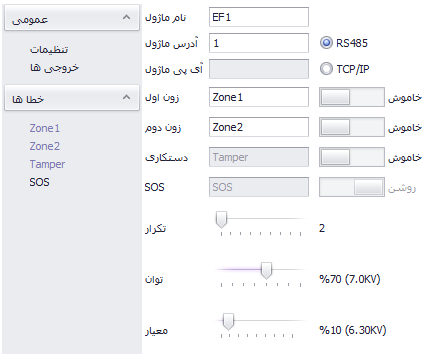 عمومی
تنظیمات
خروجی ها
خطا ها
Zone1
Zone2
Tamper
SOS
نام ماژول EF1
آدرس ماژول 1 RS485
آی پی ماژول TCP/IP
زون اول Zone1 خاموش
زون دوم Zone2 خاموش
دستکاری Tamper خاموش
SOS SOS روشن
تکرار 2
توان %70 (7.0KV)
معیار %10 (6.30KV)